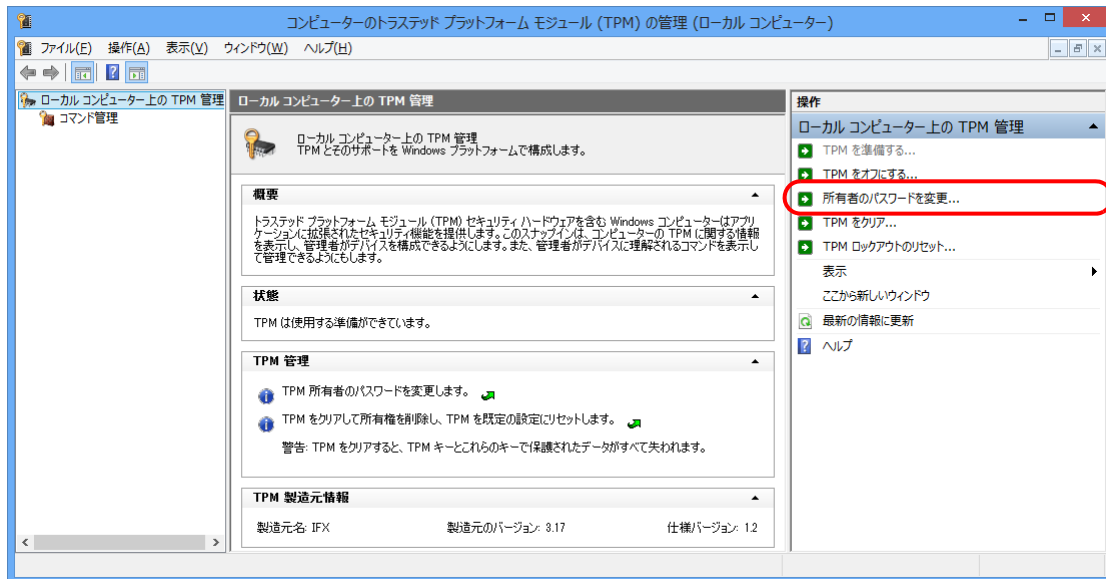 コンピューターのトラステッド プラットフォーム モジュール (TPM) の管理 (ローカル コンピューター)
ファイル(F) 操作(A) 表示(V) ウィンドウ(W) ヘルプ(H)
ローカル コンピューター上の TPM 管理
コマンド管理
ローカル コンピューター上の TPM 管理
ローカル コンピューター上の TPM 管理
TPM とそのサポートを Windows プラットフォームで構成します。
概要
トラステッド プラットフォーム モジュール (TPM) セキュリティ ハードウェアを含む Windows コンピューターはアプリ
ケーションに拡張されたセキュリティ機能を提供します。このスナップインは、コンピューターの TPM に関する情報
を表示し、管理者がデバイスを構成できるようにします。また、管理者がデバイスに理解されるコマンドを表示し
て管理できるようにもします。
状態
TPM は使用する準備ができています。
TPM 管理
TPM 所有者のパスワードを変更します。
TPM をクリアして所有権を削除し、TPM を既定の設定にリセットします。
警告: TPM をクリアすると、TPM キーとこれらのキーで保護されたデータがすべて失われます。
TPM 製造元情報
製造元名: IFX 製造元のバージョン: 3.17 仕様バージョン: 1.2
操作
ローカル コンピューター上の TPM 管理
TPM を準備する...
TPM をオフにする...
所有者のパスワードを変更...
TPM をクリア...
TPM ロックアウトのリセット...
表示
ここから新しいウィンドウ
最新の情報に更新
ヘルプ